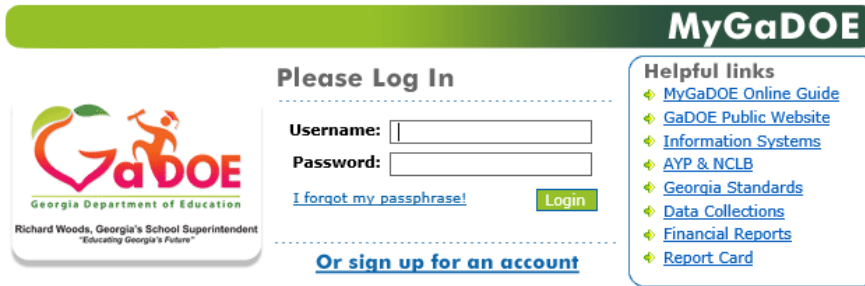 MyGaDOE
GaDOE
Georgia Department of Education
Richard Woods, Georgia's School Superintendent
"Educating Georgia's Future"
Please Log In
Username:
Password:
I forgot my passphrase!
Login
Or sign up for an account
Helpful links
MyGaDOE Online Guide
GaDOE Public Website
Information Systems
AYP & NCLB
Georgia Standards
Data Collections
Financial Reports
Report Card